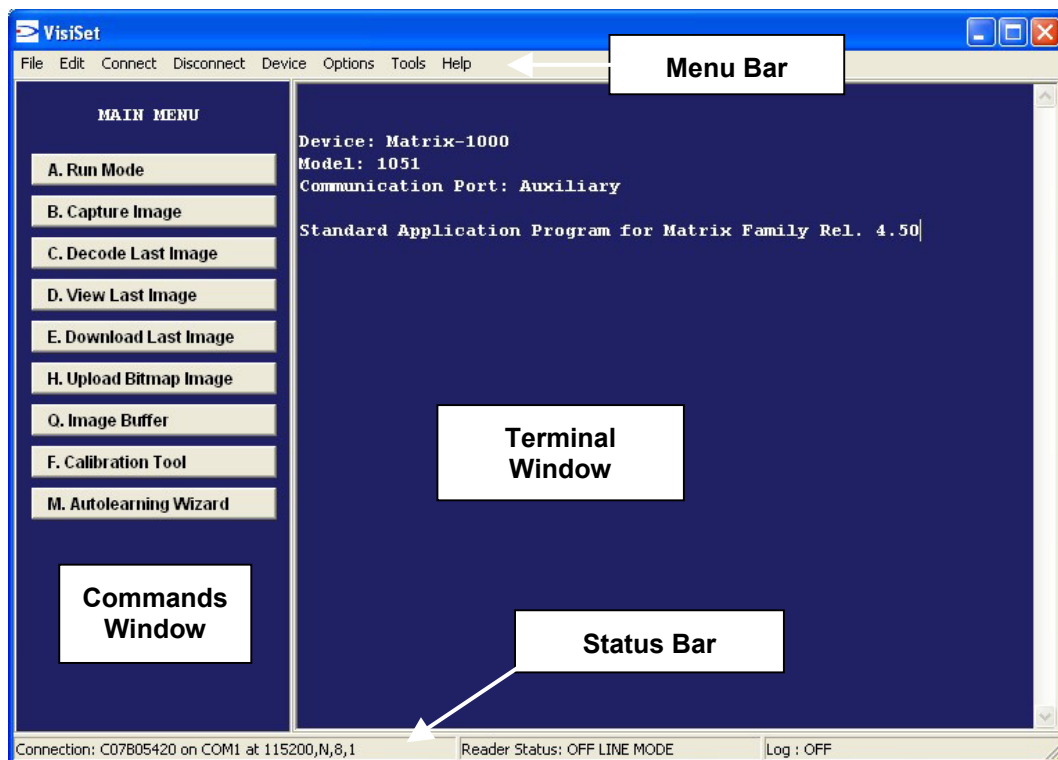 VisiSet
File Edit Connect Disconnect Device Options Tools Help
Menu Bar
MAIN MENU
A. Run Mode
B. Capture Image
C. Decode Last Image
D. View Last Image
E. Download Last Image
H. Upload Bitmap Image
Q. Image Buffer
F. Calibration Tool
M. Autolearning Wizard
Commands
Window
Device: Matrix-1000
Model: 1051
Communication Port: Auxiliary
Standard Application Program for Matrix Family Rel. 4.50
Terminal
Window
Status Bar
Connection: C07B05420 on COM1 at 115200,N,8,1
Reader Status: OFF LINE MODE
Log : OFF